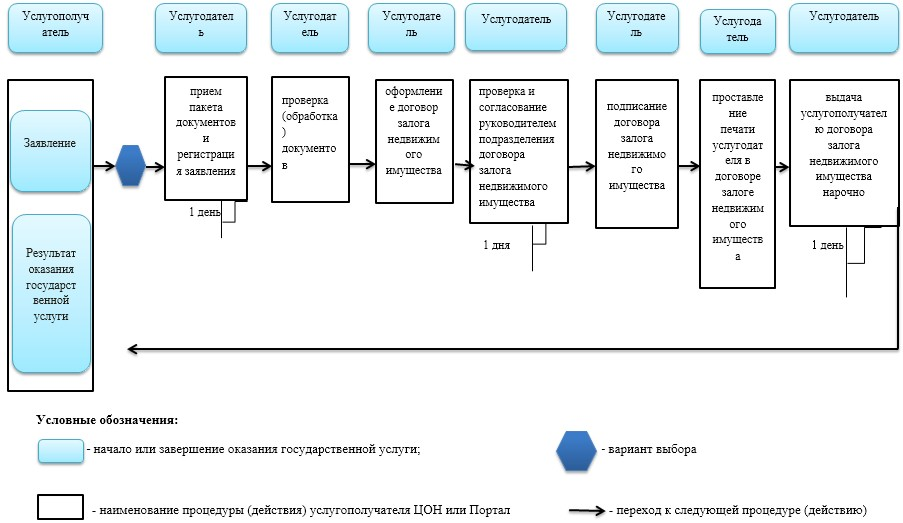 Услугополуч
атель
Услугодател
ь
Услугодат
ель
Услугодате
ль
Услугодатель
Услугодате
ль
Услугода
тель
Услугодатель
Заявление
Результат
оказания
государст
венной
услуги
прием
пакета
документов
и
регистраци
я заявления
1 день
проверка
(обработка
)
документо
в
оформлени
е договор
залога
недвижим
ого
имущества
проверка и
согласование
руководителем
подразделения
договора
залога
недвижимого
имущества
1 дня
подписание
договора
залога
недвижимо
го
имущества
проставле
ние
печати
услугодат
еля в
договоре
залоге
недвижим
ого
имуществ
а
выдача
услугополучател
ю договора
залога
недвижимого
имущества
нарочно
1 день
Условные обозначения:
- начало или завершение оказания государственной услуги;
- вариант выбора
- наименование процедуры (действия) услугополучателя ЦОН или Портал
- переход к следующей процедуре (действию)